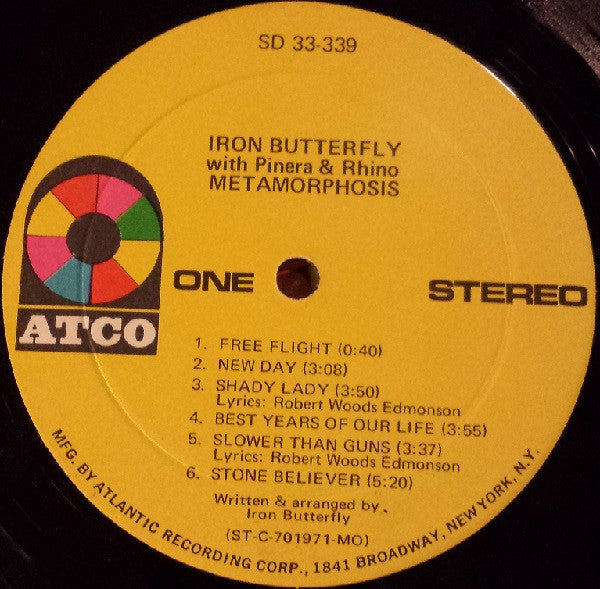 SD 33-339
IRON BUTTERFLY
with Pinera & Rhino
METAMORPHOSIS
ATCO
ONE
STEREO
1. FREE FLIGHT (0:40)
2. NEW DAY (3:08)
3. SHADY LADY (3:50)
Lyrics: Robert Woods Edmonson
4. BEST YEARS OF OUR LIFE (3:55)
5. SLOWER THAN GUNS (3:37)
Lyrics: Robert Woods Edmonson
6. STONE BELIEVER (5:20)
Written & arranged by
Iron Butterfly
(ST-C-701971-MO)
MFG. BY ATLANTIC RECORDING CORP., 1841 BROADWAY, NEW YORK, N.Y.